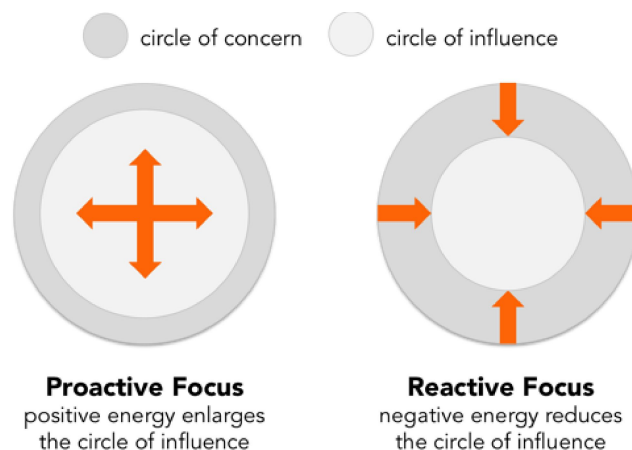 circle of concern
circle of influence
Proactive Focus
positive energy enlarges
the circle of influence
Reactive Focus
negative energy reduces
the circle of influence